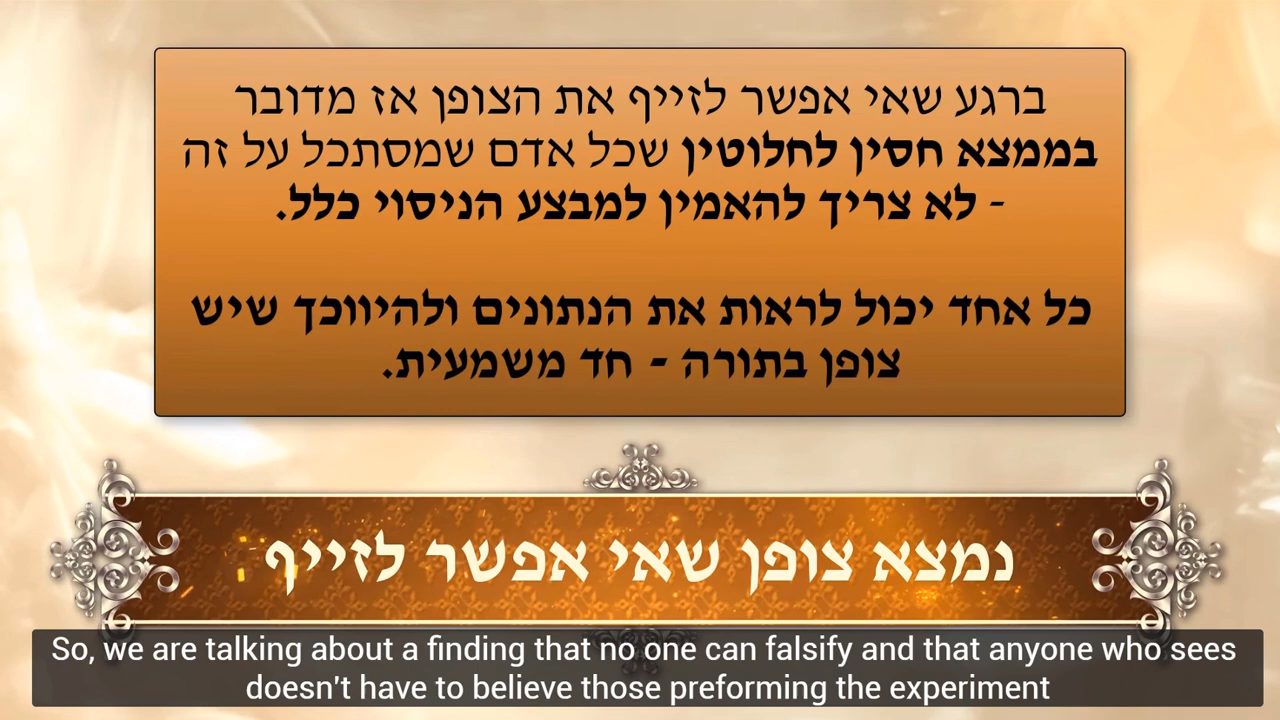 ברגע שאי אפשר לזייף את הצופן אז מדובר
בממצא חסין לחלוטין שכל אדם שמסתכל על זה
- לא צריך להאמין למבצע הניסוי כלל.
כל אחד יכול לראות את הנתונים ולהיווכך שיש
צופן בתורה - חד משמעית.
נמצא צופן שאי אפשר לזייף
So, we are talking about a finding that no one can falsify and that anyone who sees
doesn't have to believe those preforming the experiment